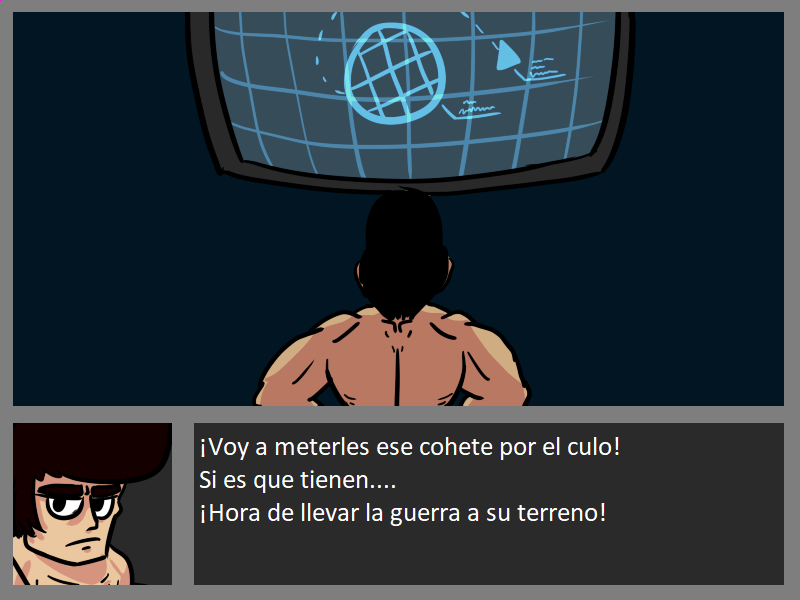 ¡Voy a meterles ese cohete por el culo!
Si es que tienen....
¡Hora de llevar la guerra a su terreno!